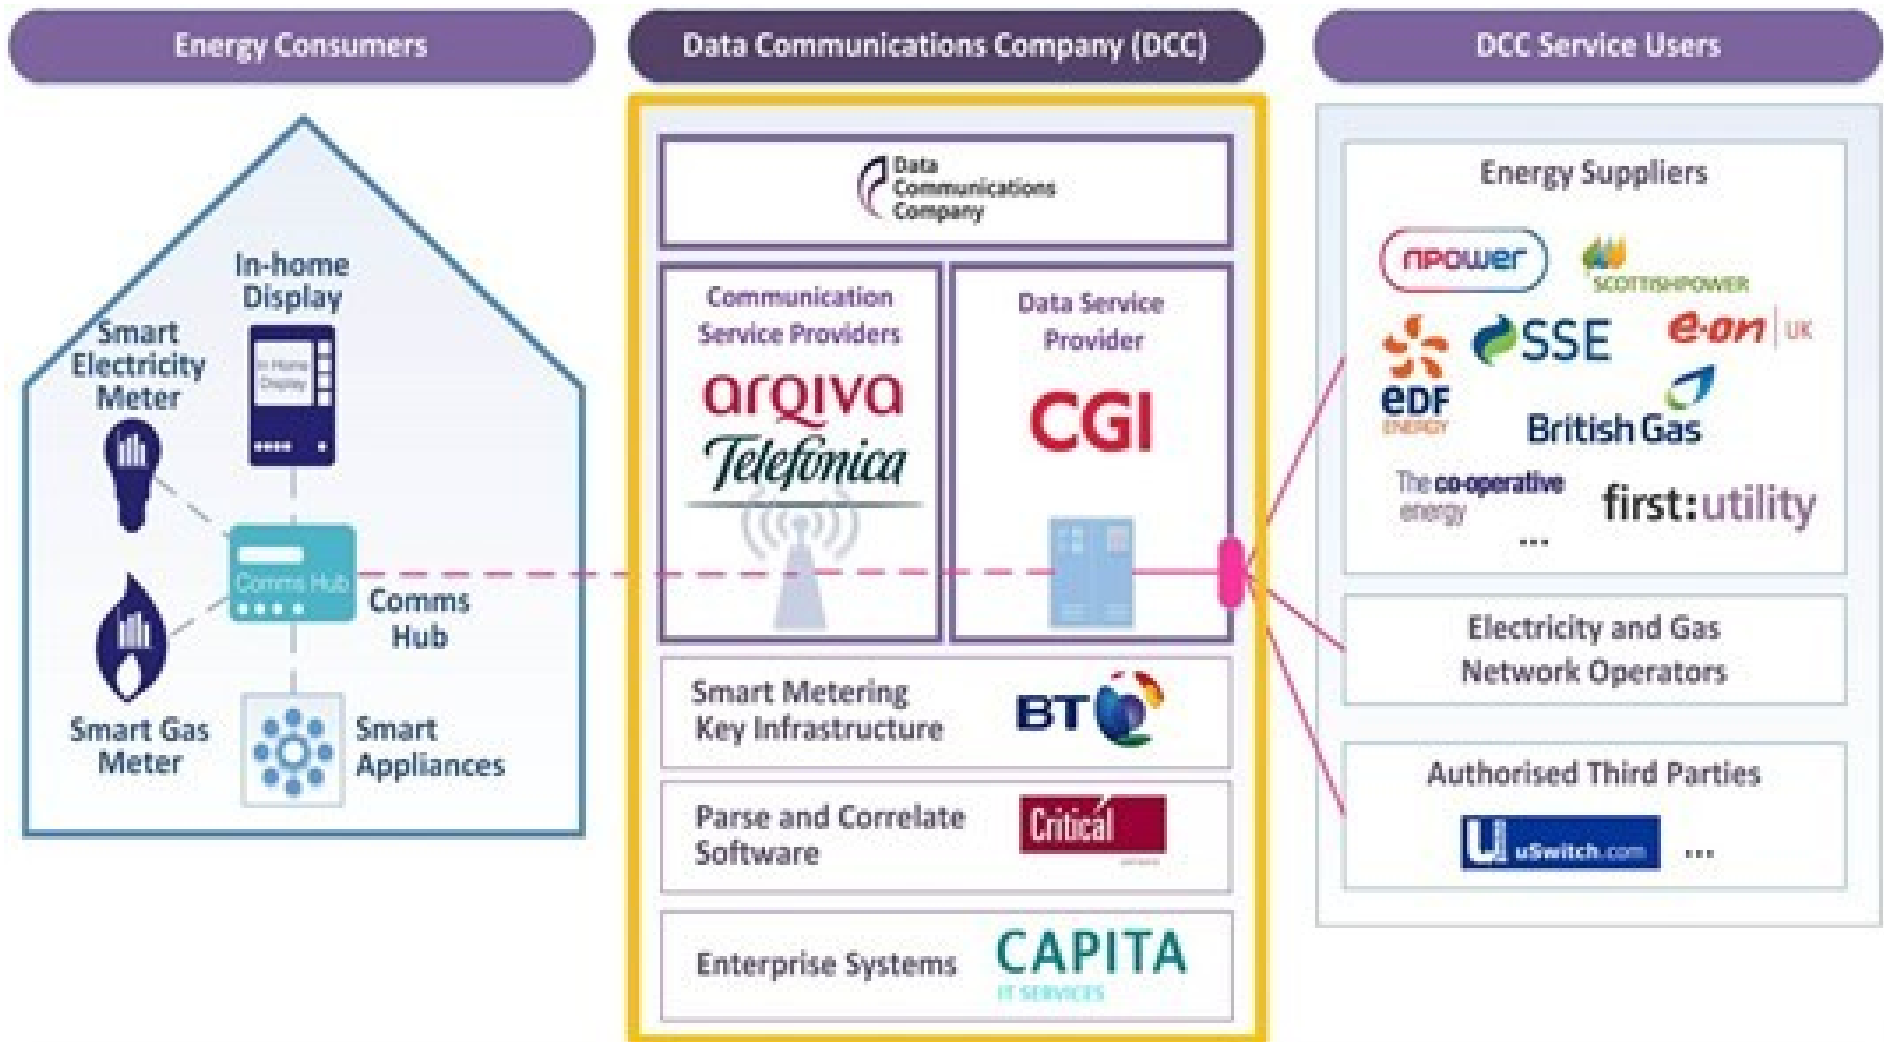 Energy Consumers
Data Communications Company (DCC)
DCC Service Users
In-home
Display
Smart
Electricity
Meter
In Home
Display
Comms Hub
Comms
Hub
Smart Gas
Meter
Smart
Appliances
Data
Communications
Company
Communication
Service Providers
arqiva
Telefónica
Data Service
Provider
CGI
Smart Metering
Key Infrastructure
BT
Parse and Correlate
Software
Critical
Enterprise Systems
CAPITA
IT SERVICES
Energy Suppliers
npower
SCOTTISHPOWER
eDF
ENERGY
SSE
e·on | UK
British Gas
The co-operative
energy
first:utility
...
Electricity and Gas
Network Operators
Authorised Third Parties
uSwitch.com
...